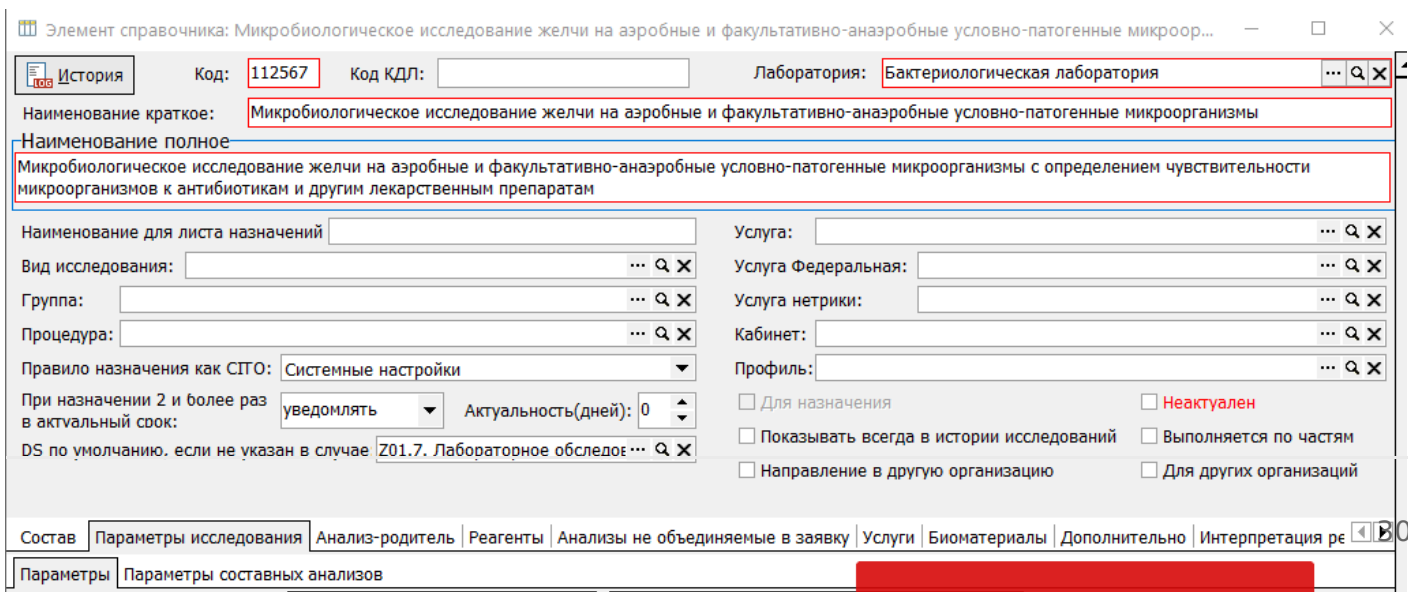 Элемент справочника: Микробиологическое исследование желчи на аэробные и факультативно-анаэробные условно-патогенные микроор...
LOG История Код: 112567 Код КДЛ: Лаборатория: Бактериологическая лаборатория
Наименование краткое: Микробиологическое исследование желчи на аэробные и факультативно-анаэробные условно-патогенные микроорганизмы
Наименование полное
Микробиологическое исследование желчи на аэробные и факультативно-анаэробные условно-патогенные микроорганизмы с определением чувствительности
микроорганизмов к антибиотикам и другим лекарственным препаратам
Наименование для листа назначений Услуга:
Вид исследования: Услуга Федеральная:
Группа: Услуга нетрики:
Процедура: Кабинет:
Правило назначения как CITO: Системные настройки Профиль:
При назначении 2 и более раз
в актуальный срок: уведомлять Актуальность(дней): 0 Для назначения Неактуален
Показывать всегда в истории исследований Выполняется по частям
DS по умолчанию, если не указан в случае Z01.7. Лабораторное обследов
Направление в другую организацию Для других организаций
Состав Параметры исследования Анализ-родитель Реагенты Анализы не объединяемые в заявку Услуги Биоматериалы Дополнительно Интерпретация ре 30
Параметры Параметры составных анализов